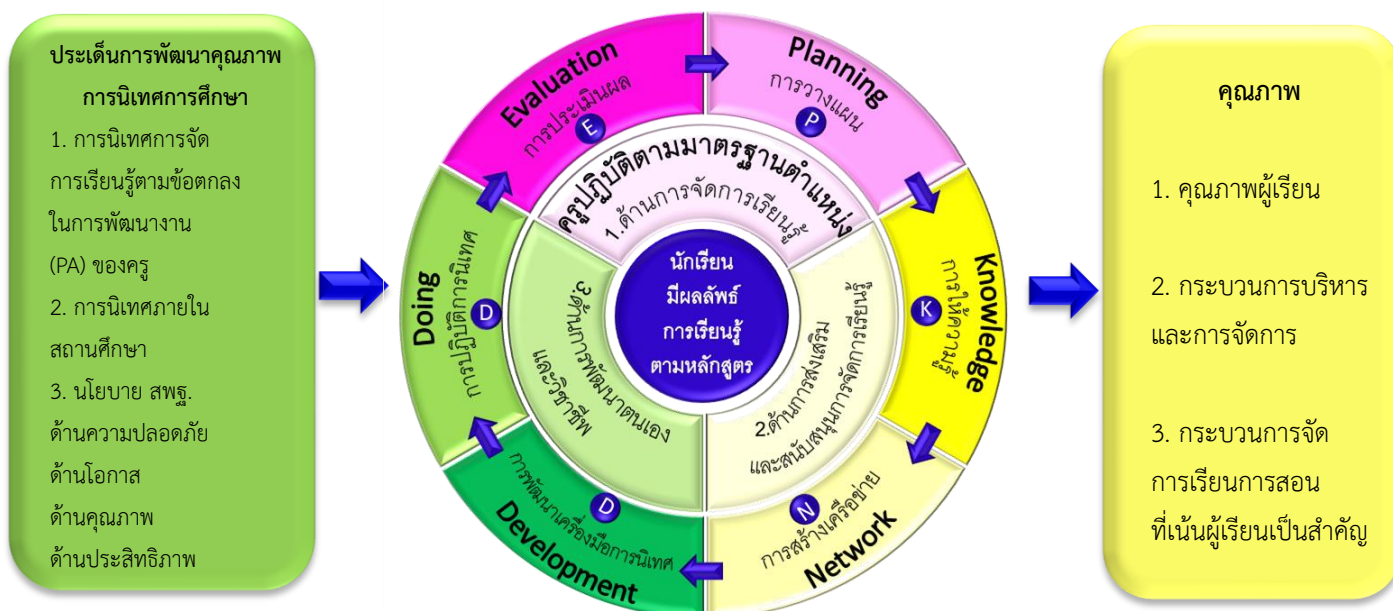 ประเด็นการพัฒนาคุณภาพ
การนิเทศการศึกษา
1. การนิเทศการจัด
การเรียนรู้ตามข้อตกลง
ในการพัฒนางาน
(PA) ของครู
2. การนิเทศภายใน
สถานศึกษา
3. นโยบาย สพฐ.
ด้านความปลอดภัย
ด้านโอกาส
ด้านคุณภาพ
ด้านประสิทธิภาพ
Planning
การวางแผน
P
Knowledge
การให้ความรู้
K
Network
การสร้างเครือข่าย
N
Development
การพัฒนาเครื่องมือการนิเทศ
D
Doing
การปฏิบัติการนิเทศ
D
Evaluation
การประเมินผล
E
ครูปฏิบัติตามมาตรฐานตำแหน่ง
1.ด้านการจัดการเรียนรู้
2.ด้านการส่งเสริม
และสนับสนุนการจัดการเรียนรู้
3.ด้านการพัฒนาตนเอง
และวิชาชีพ
นักเรียน
มีผลลัพธ์
การเรียนรู้
ตามหลักสูตร
คุณภาพ
1. คุณภาพผู้เรียน
2. กระบวนการบริหาร
และการจัดการ
3. กระบวนการจัด
การเรียนการสอน
ที่เน้นผู้เรียนเป็นสำคัญ